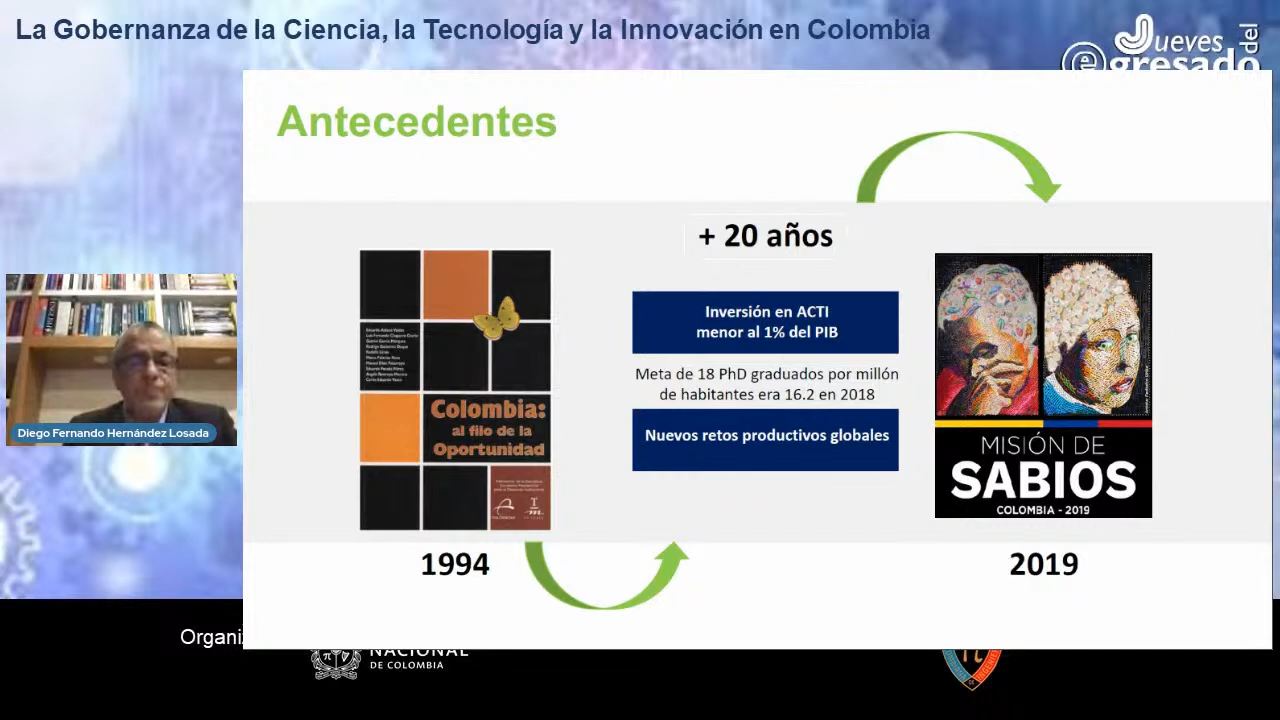 La Gobernanza de la Ciencia, la Tecnología y la Innovación en Colombia
Jueves del
egresado
Antecedentes
+ 20 años
Inversión en ACTI
menor al 1% del PIB
Meta de 18 PhD graduados por millón
de habitantes era 16.2 en 2018
Nuevos retos productivos globales
Colombia:
al filo de la
Oportunidad
MISIÓN DE
SABIOS
COLOMBIA - 2019
Diego Fernando Hernández Losada
1994
2019
Organiz
NACIONAL
DE COLOMBIA